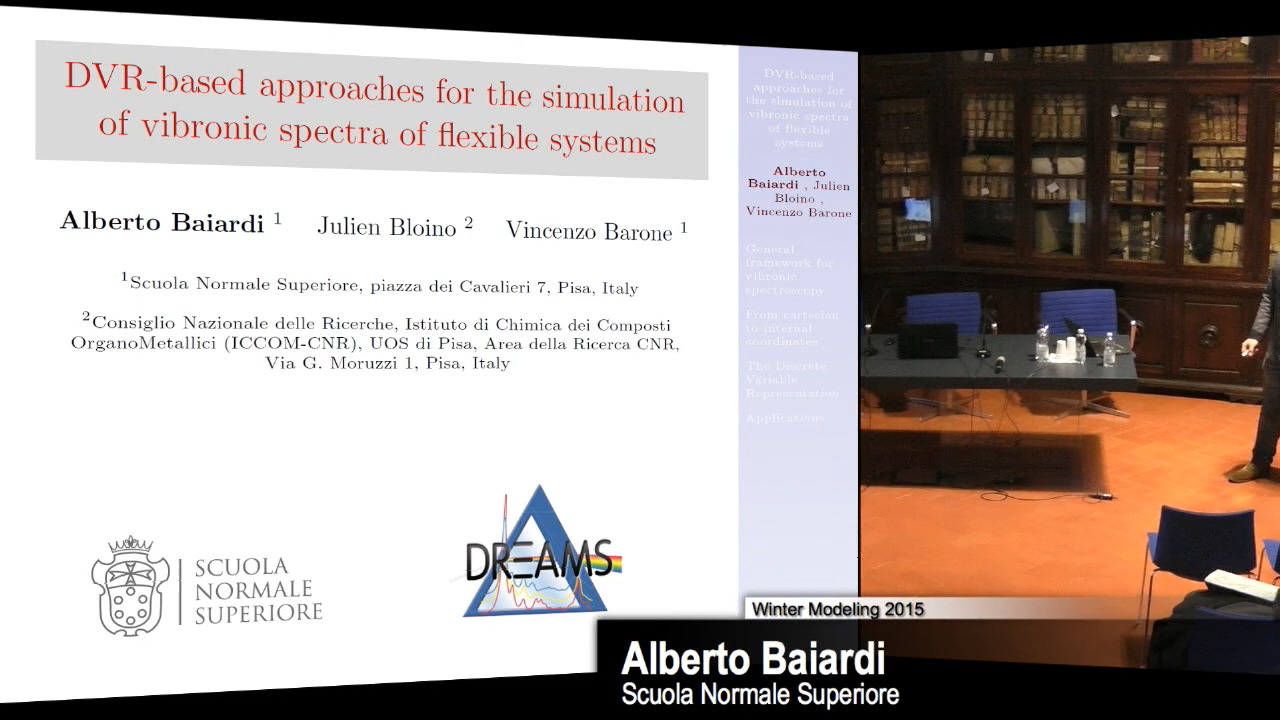 DVR-based approaches for the simulation
of vibronic spectra of flexible systems
Alberto Baiardi 1 Julien Bloino 2 Vincenzo Barone 1
1Scuola Normale Superiore, piazza dei Cavalieri 7, Pisa, Italy
2Consiglio Nazionale delle Ricerche, Istituto di Chimica dei Composti
OrganoMetallici (ICCOM-CNR), UOS di Pisa, Area della Ricerca CNR,
Via G. Moruzzi 1, Pisa, Italy
SCUOLA
NORMALE
SUPERIORE
DREAMS
DVR-based
approaches for
the simulation of
vibronic spectra
of flexible
systems
Alberto
Baiardi , Julien
Bloino ,
Vincenzo Barone
General
framework for
vibronic
spectroscopy
From cartesian
to internal
coordinates
The Discrete
Variable
Representation
Applications
Winter Modeling 2015
Alberto Baiardi
Scuola Normale Superiore